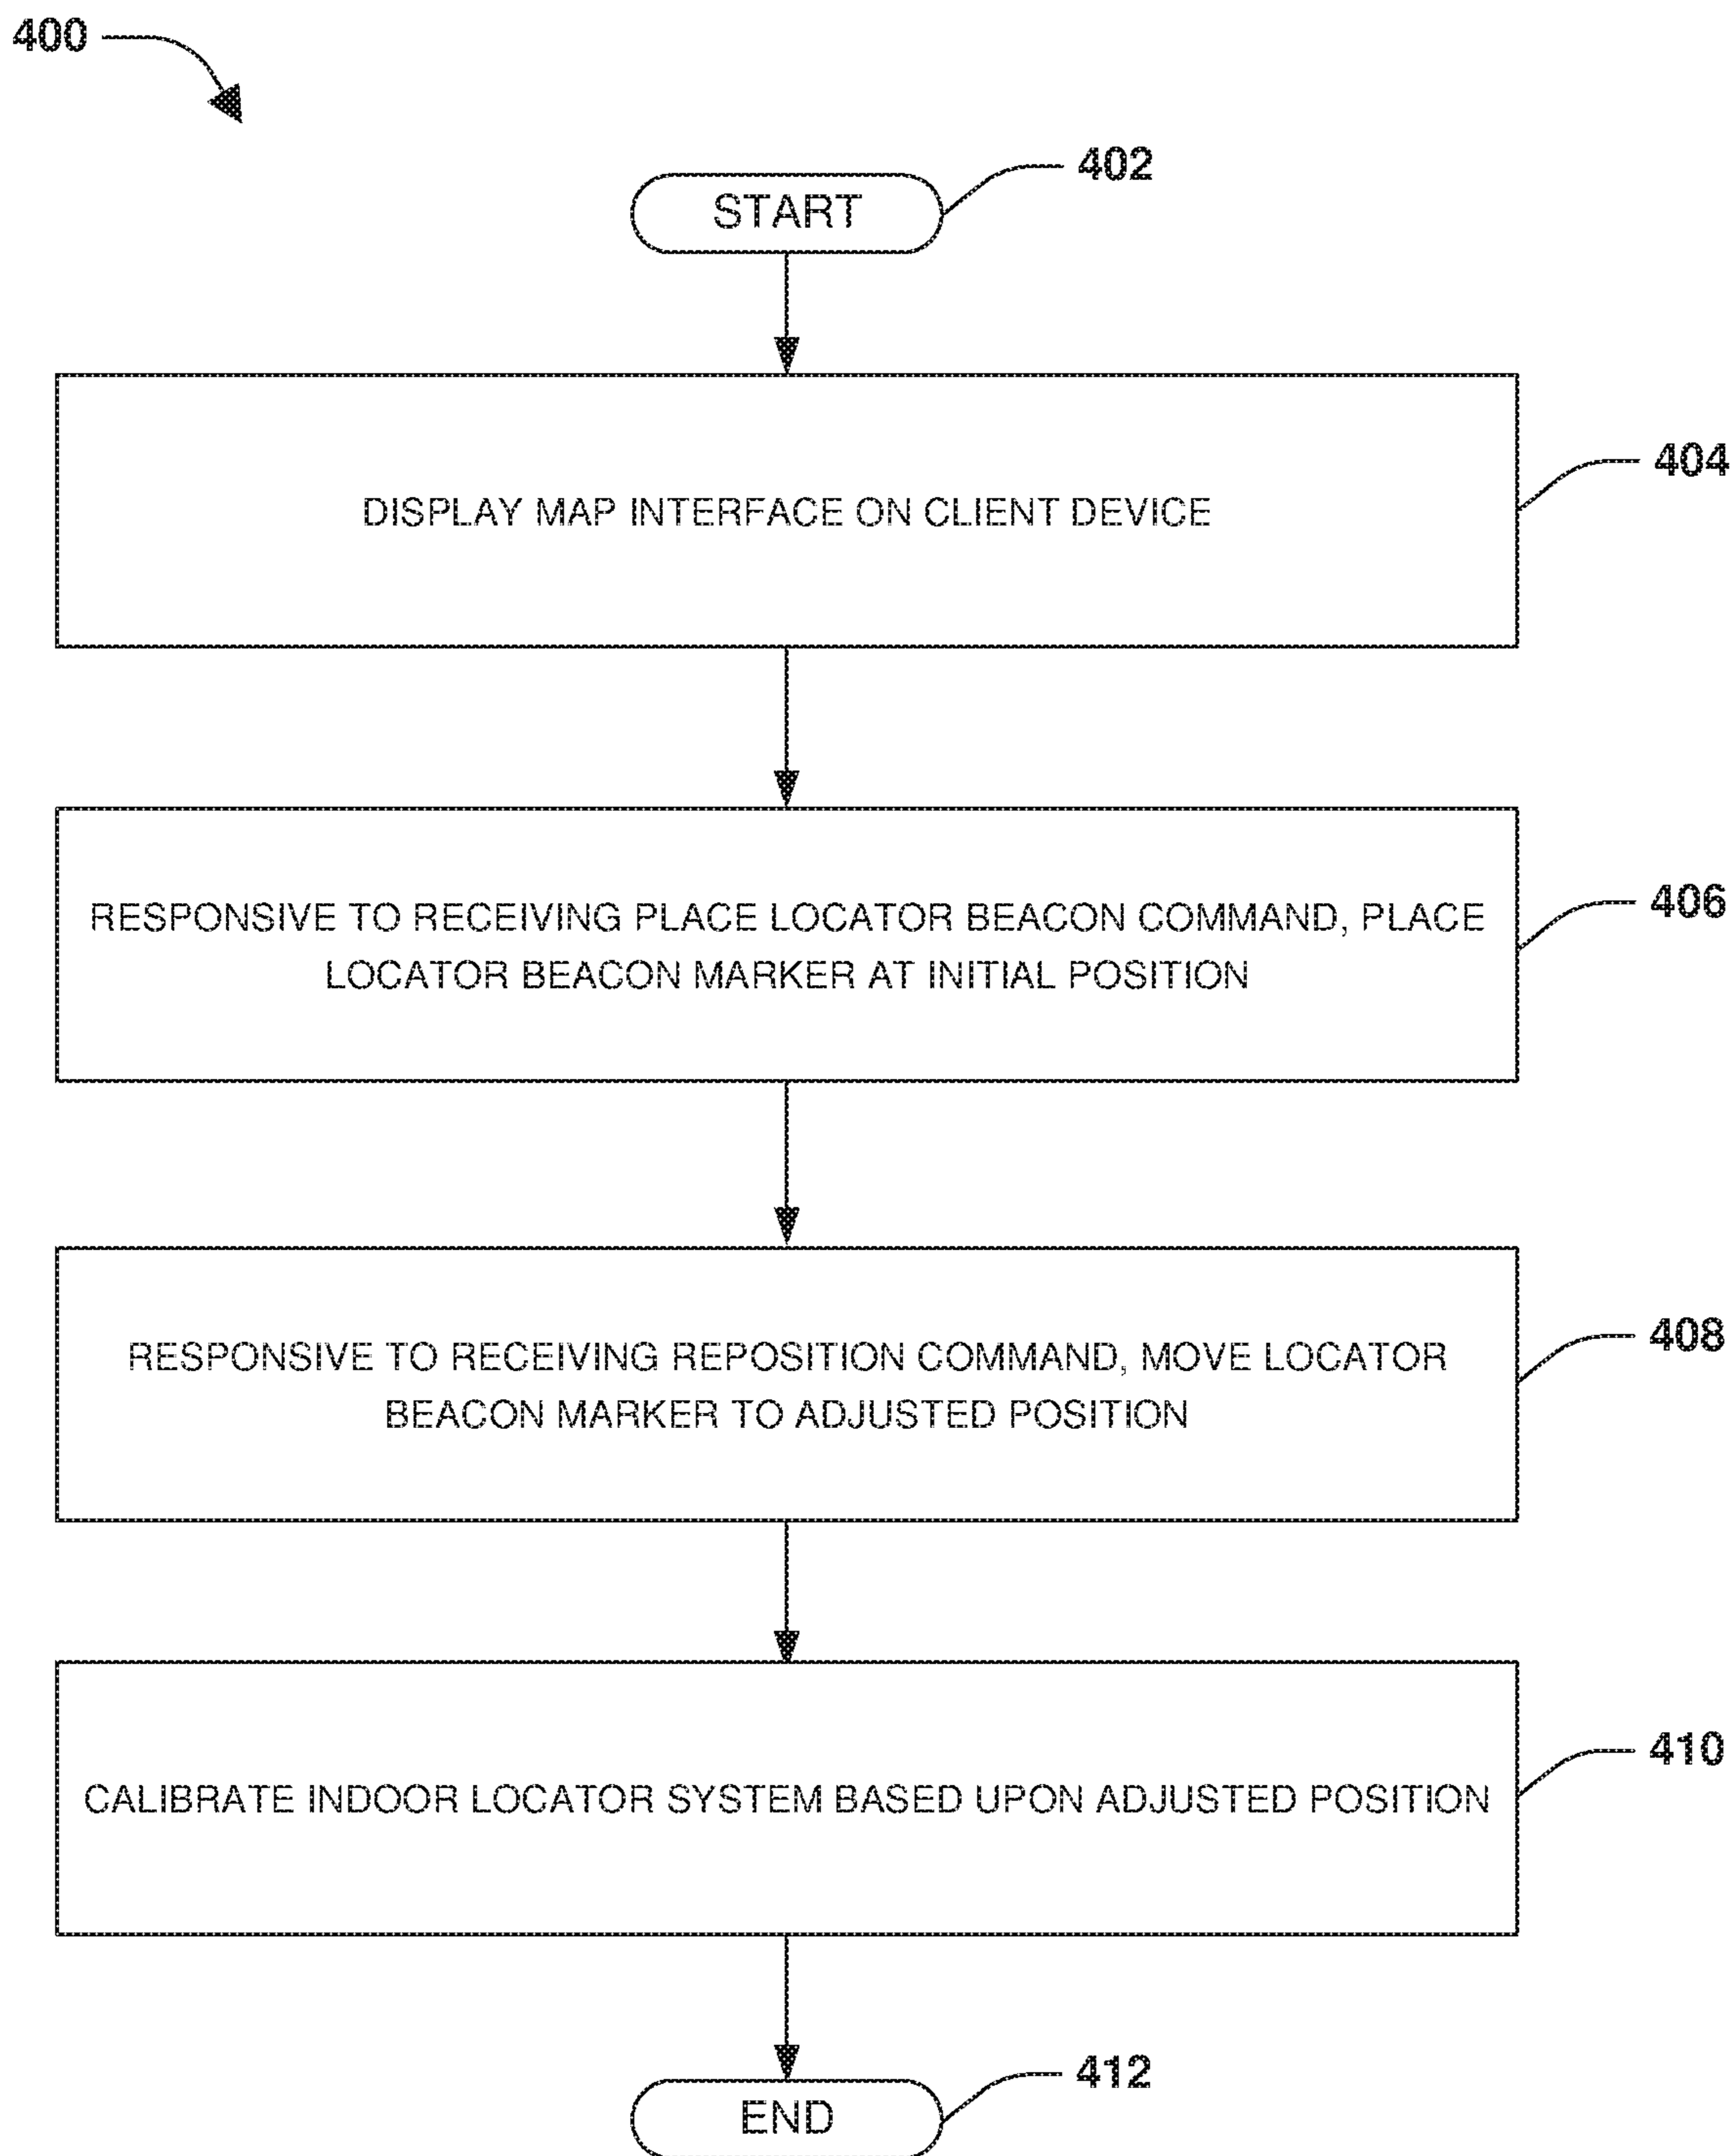 400
402
START
404
DISPLAY MAP INTERFACE ON CLIENT DEVICE
406
RESPONSIVE TO RECEIVING PLACE LOCATOR BEACON COMMAND, PLACE
LOCATOR BEACON MARKER AT INITIAL POSITION
408
RESPONSIVE TO RECEIVING REPOSITION COMMAND, MOVE LOCATOR
BEACON MARKER TO ADJUSTED POSITION
410
CALIBRATE INDOOR LOCATOR SYSTEM BASED UPON ADJUSTED POSITION
412
END